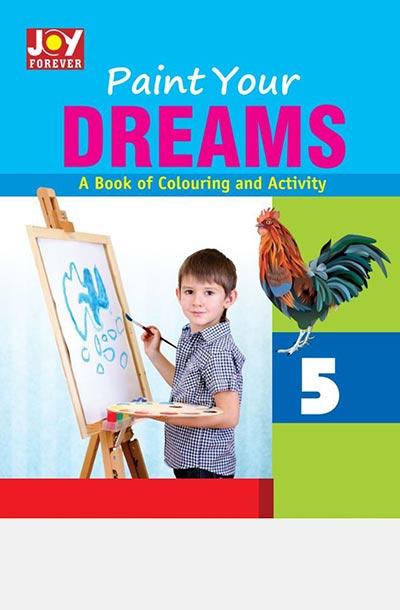 JOY
FOREVER
Paint Your
DREAMS
A Book of Colouring and Activity
5